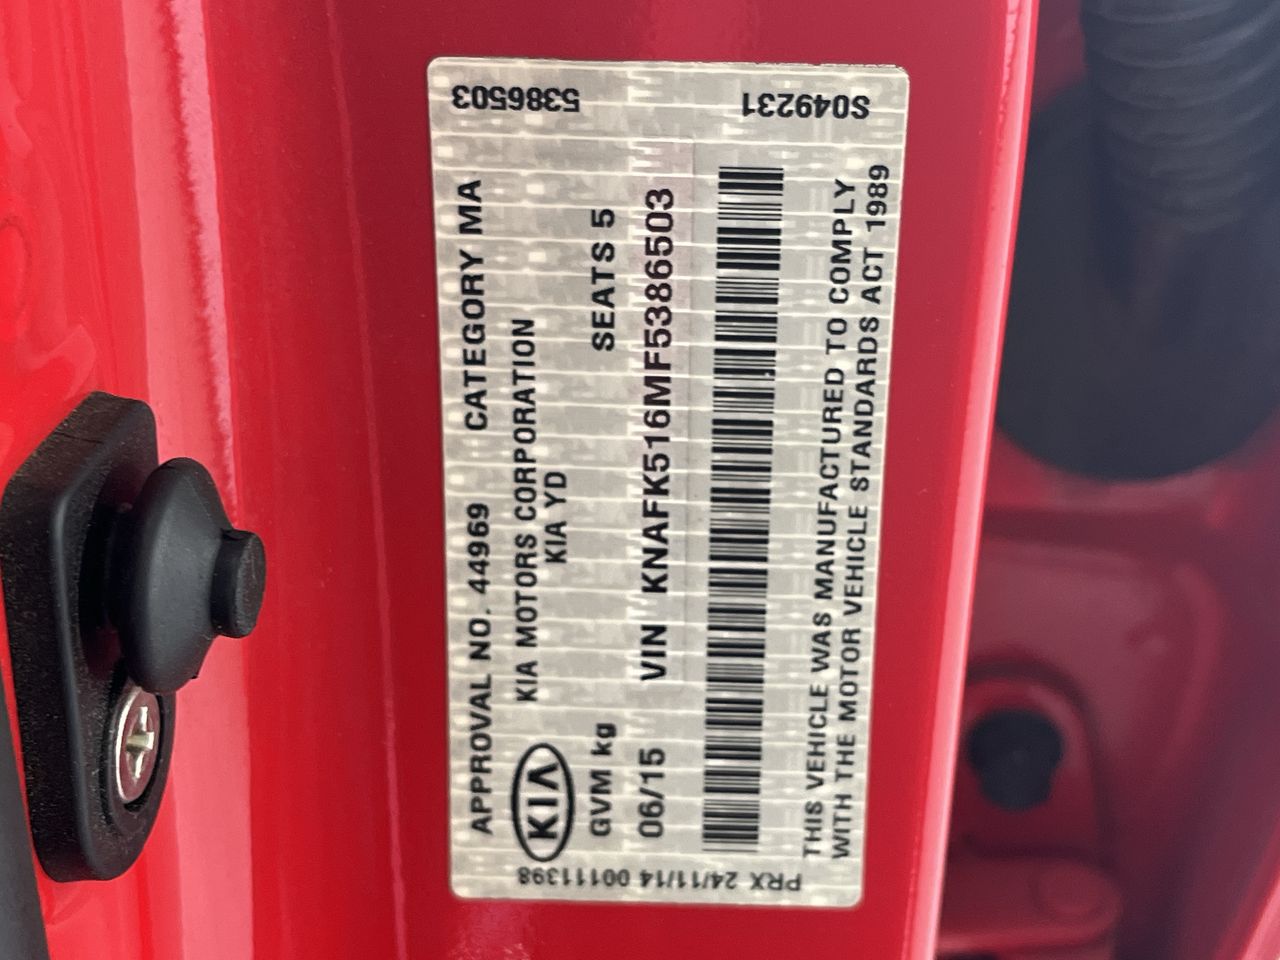 APPROVAL NO. 44969 CATEGORY MA
KIA MOTORS CORPORATION
KIA
KIA YD
GVM kg SEATS 5
06/15 VIN KNAFK516MF5386503
THIS VEHICLE WAS MANUFACTURED TO COMPLY
WITH THE MOTOR VEHICLE STANDARDS ACT 1989
5386503
S049231
PRX 24/11/14 00111398